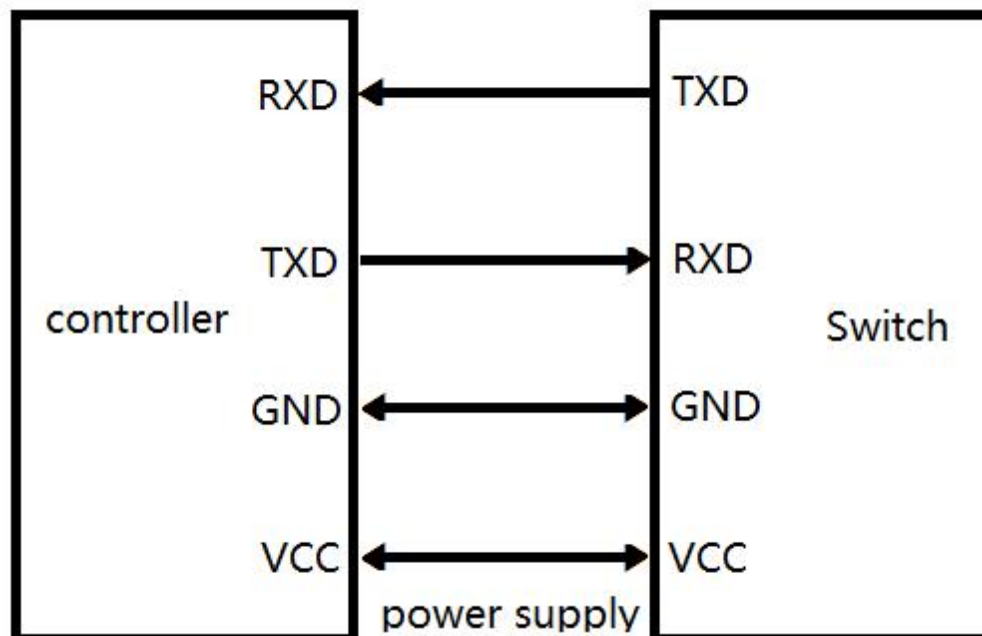 RXD
TXD
TXD
RXD
controller
Switch
GND
GND
VCC
VCC
power supply